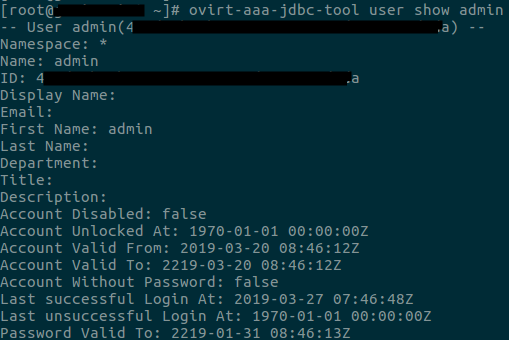 [root@ ~]# ovirt-aaa-jdbc-tool user show admin
-- User admin(4 a) --
Namespace: *
Name: admin
ID: 4 a
Display Name:
Email:
First Name: admin
Last Name:
Department:
Title:
Description:
Account Disabled: false
Account Unlocked At: 1970-01-01 00:00:00Z
Account Valid From: 2019-03-20 08:46:12Z
Account Valid To: 2219-03-20 08:46:12Z
Account Without Password: false
Last successful Login At: 2019-03-27 07:46:48Z
Last unsuccessful Login At: 1970-01-01 00:00:00Z
Password Valid To: 2219-01-31 08:46:13Z